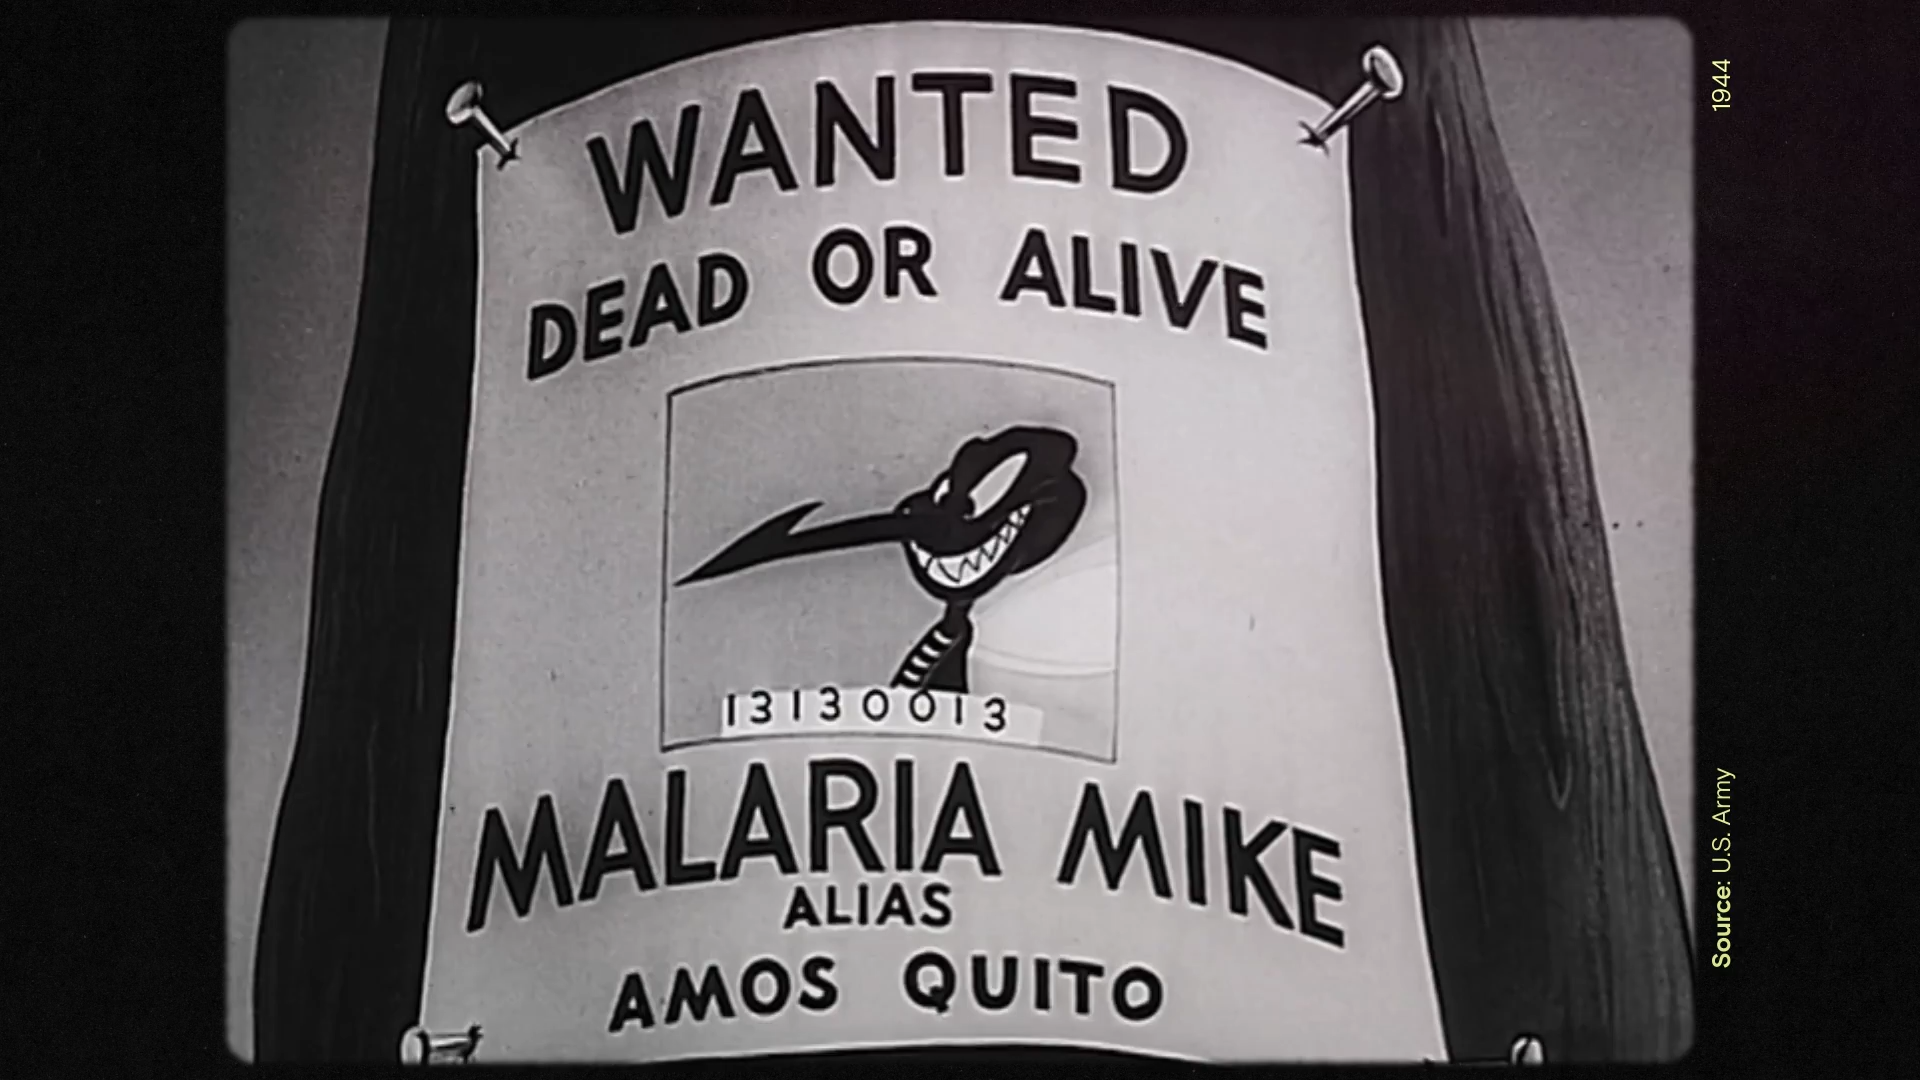 WANTED
DEAD OR ALIVE
13130013
MALARIA MIKE
ALIAS
AMOS QUITO
1944
Source: U.S. Army